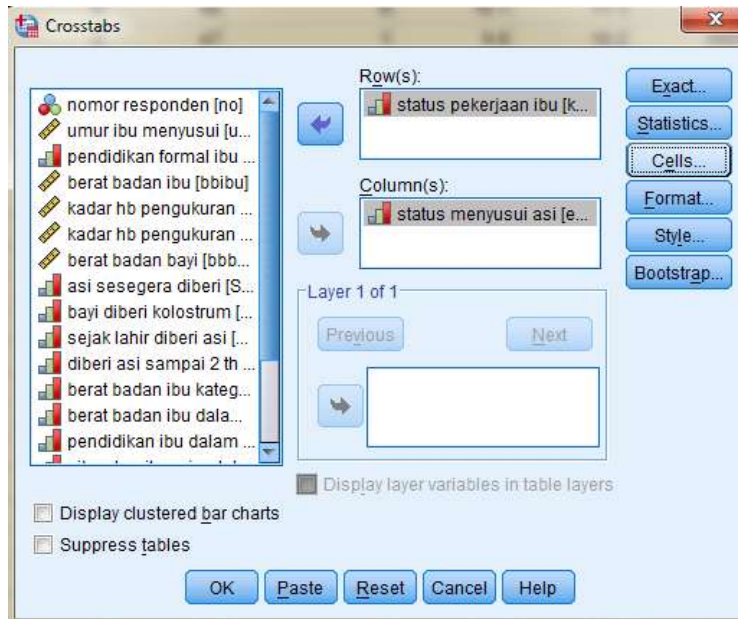 Crosstabs
nomor responden [no]
umur ibu menyusui [u...
pendidikan formal ibu ...
berat badan ibu [bbibu]
kadar hb pengukuran ...
kadar hb pengukuran ...
berat badan bayi [bbb...
asi sesegera diberi [S...
bayi diberi kolostrum [...
sejak lahir diberi asi [...
diberi asi sampai 2 th ...
berat badan ibu kateg...
berat badan ibu dala...
pendidikan ibu dalam ...
Row(s):
status pekerjaan ibu [k...
Column(s):
status menyusui asi [e...
Layer 1 of 1
Previous
Next
Display layer variables in table layers
Exact...
Statistics...
Cells...
Format...
Style...
Bootstrap...
Display clustered bar charts
Suppress tables
OK
Paste
Reset
Cancel
Help